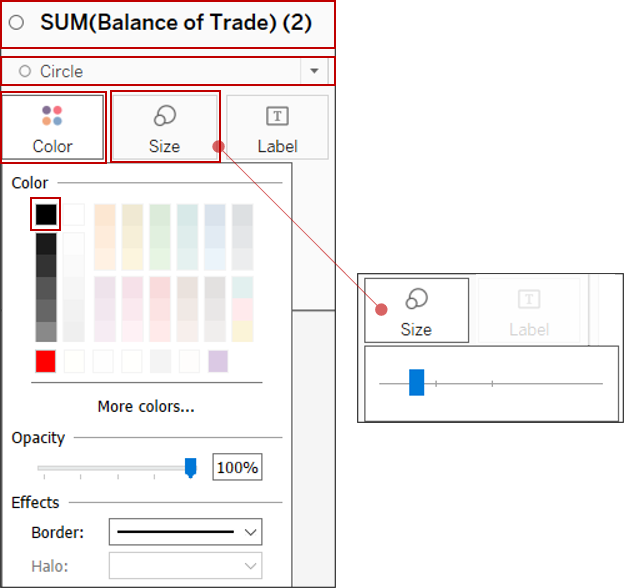 SUM(Balance of Trade) (2)
Circle
Color
Size
T
Label
Color
More colors...
Opacity
100%
Effects
Border:
Halo:
T
Size
Label